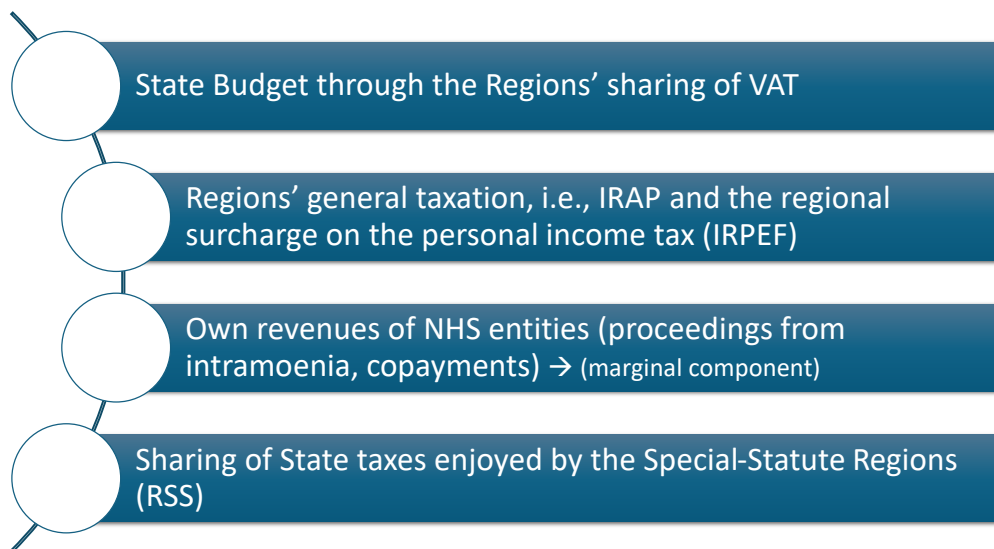 State Budget through the Regions’ sharing of VAT
Regions’ general taxation, i.e., IRAP and the regional
surcharge on the personal income tax (IRPEF)
Own revenues of NHS entities (proceedings from
intramoenia, copayments) → (marginal component)
Sharing of State taxes enjoyed by the Special-Statute Regions
(RSS)